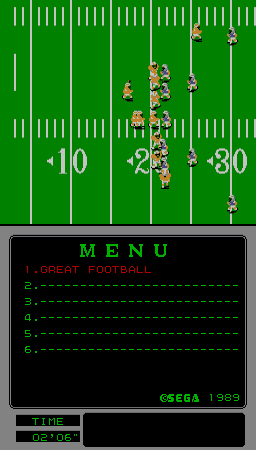 ◄10 ◄20 ◄30
MENU
1.GREAT FOOTBALL
2.-------------------------
3.-------------------------
4.-------------------------
5.-------------------------
6.-------------------------
©SEGA 1989
TIME
02'06"